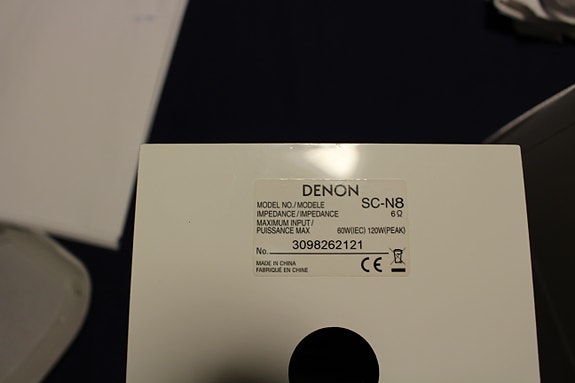 DENON
MODEL NO./MODELE SC-N8
IMPEDANCE/IMPEDANCE 6Ω
MAXIMUM INPUT/
PUISSANCE MAX 60W(IEC) 120W(PEAK)
No. 3098262121
MADE IN CHINA
FABRIQUÉ EN CHINE
CE